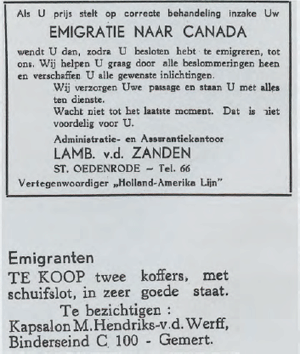 Als U prijs stelt op correcte behandeling inzake Uw
EMIGRATIE NAAR CANADA
wendt U dan, zodra U besloten hebt te emigreren, tot
ons. Wij helpen U graag door alle beslommeringen heen
en verschaffen U alle gewenste inlichtingen.
Wij verzorgen Uwe passage en staan U met alles
ten dienste.
Wacht niet tot het laatste moment. Dat is niet
voordelig voor U.
Administratie- en Assurantiekantoor
LAMB. v.d. ZANDEN
ST. OEDENRODE – Tel. 66
Vertegenwoordiger „Holland-Amerika Lijn”
Emigranten
TE KOOP twee koffers, met
schuifslot, in zeer goede staat.
Te bezichtigen :
Kapsalon M. Hendriks-v.d. Werff,
Binderseind C 100 - Gemert.